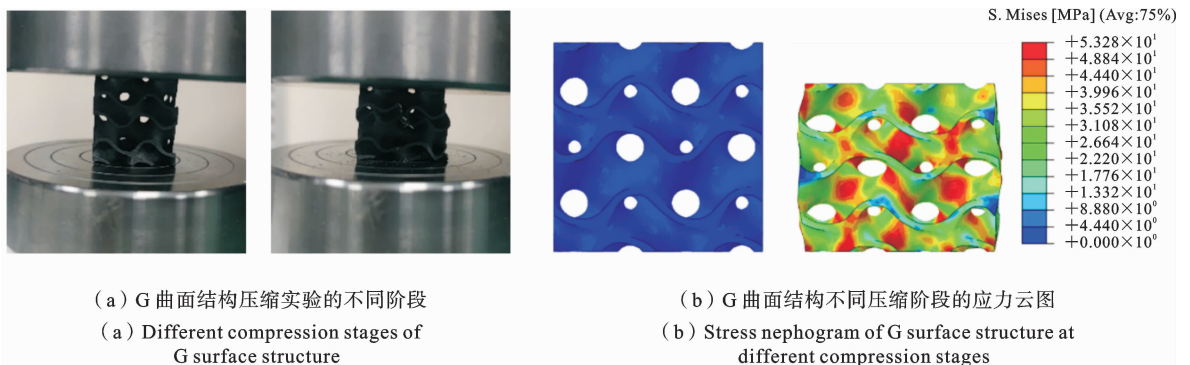 S. Mises [MPa] (Avg:75%)
+5.328×10¹
+4.884×10¹
+4.440×10¹
+3.996×10¹
+3.552×10¹
+3.108×10¹
+2.664×10¹
+2.220×10¹
+1.776×10¹
+1.332×10¹
+8.880×10⁰
+4.440×10⁰
+0.000×10⁰
（a）G 曲面结构压缩实验的不同阶段
（a）Different compression stages of
G surface structure
（b）G 曲面结构不同压缩阶段的应力云图
（b）Stress nephogram of G surface structure at
different compression stages